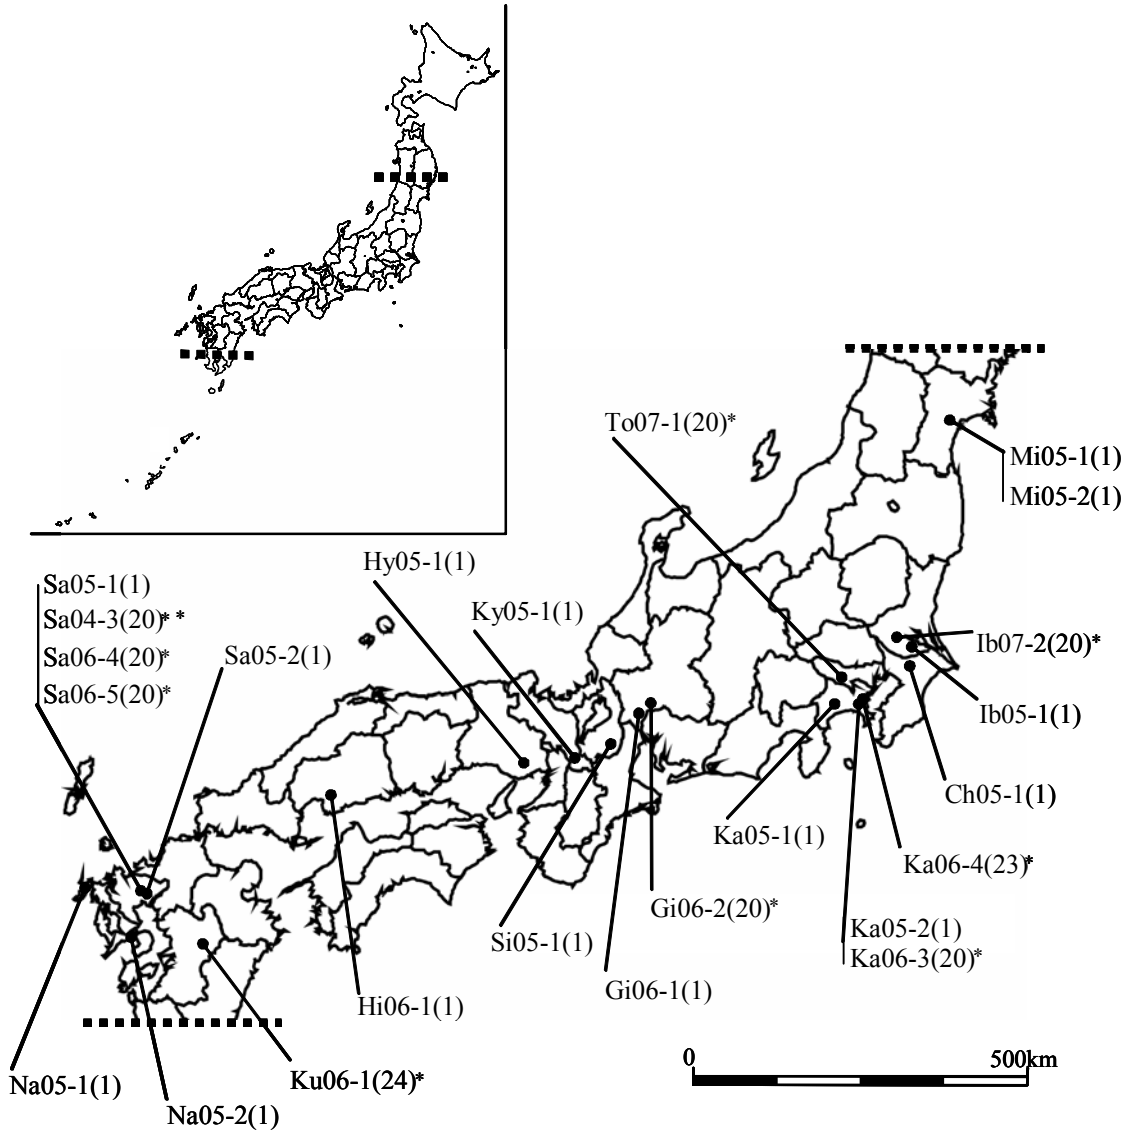 To07-1(20)*
Mi05-1(1)
Mi05-2(1)
Hy05-1(1)
Sa05-1(1)
Sa04-3(20)* *
Sa06-4(20)*
Sa06-5(20)*
Ky05-1(1)
Sa05-2(1)
Ib07-2(20)*
Ib05-1(1)
Ch05-1(1)
Ka05-1(1)
Ka06-4(23)*
Gi06-2(20)*
Ka05-2(1)
Ka06-3(20)*
Si05-1(1)
Gi06-1(1)
Hi06-1(1)
0 500km
Na05-1(1)
Ku06-1(24)*
Na05-2(1)